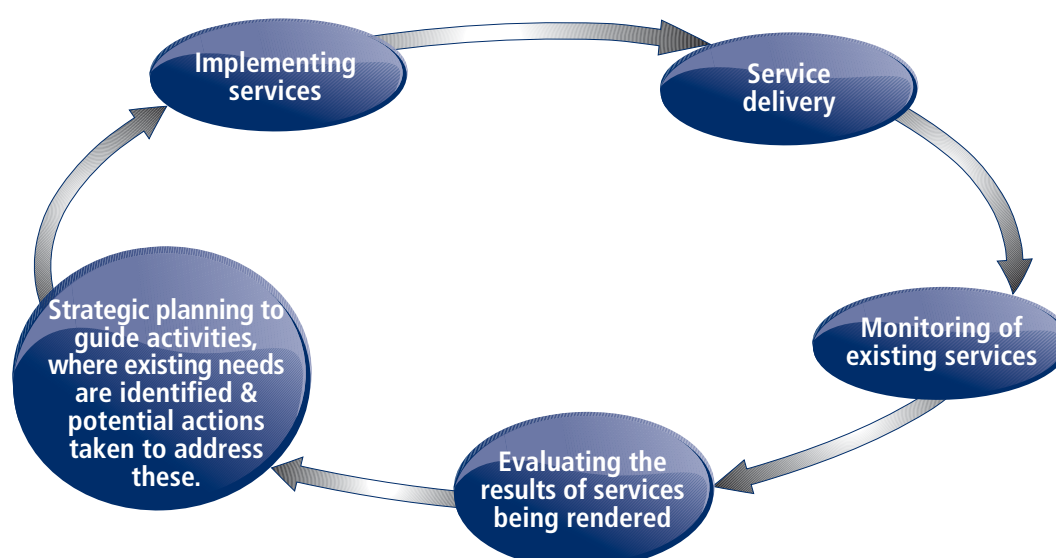 Implementing
services
Service
delivery
Monitoring of
existing services
Evaluating the
results of services
being rendered
Strategic planning to
guide activities,
where existing needs
are identified &
potential actions
taken to address
these.